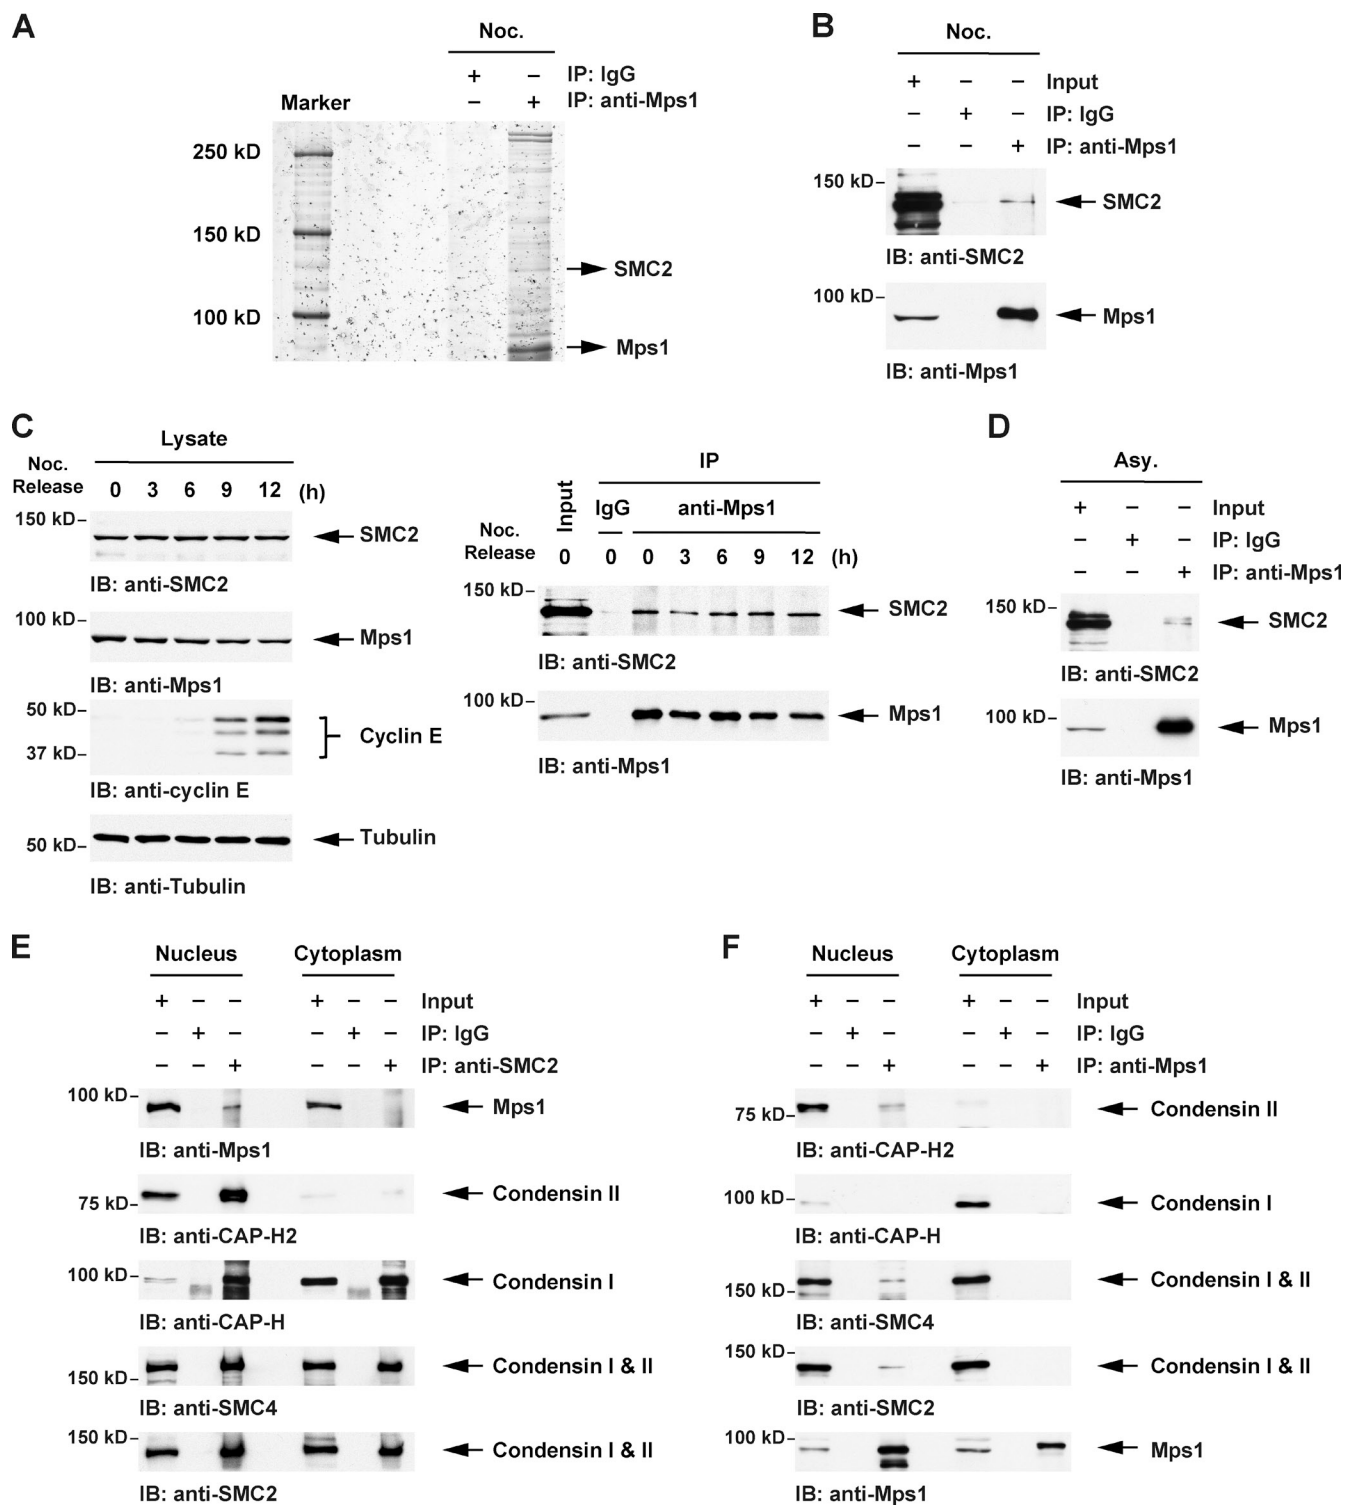 A
Noc.
+ – IP: IgG
– + IP: anti-Mps1
Marker
250 kD
150 kD
SMC2
100 kD
Mps1
B
Noc.
+ – – Input
– + – IP: IgG
– – + IP: anti-Mps1
150 kD–
SMC2
IB: anti-SMC2
100 kD–
Mps1
IB: anti-Mps1
C
Lysate
Noc.
Release 0 3 6 9 12 (h)
150 kD–
SMC2
IB: anti-SMC2
100 kD–
Mps1
IB: anti-Mps1
50 kD–
Cyclin E
37 kD–
IB: anti-cyclin E
Tubulin
50 kD–
IB: anti-Tubulin
IP
Input
IgG anti-Mps1
Noc.
Release 0 0 0 3 6 9 12 (h)
150 kD–
SMC2
IB: anti-SMC2
100 kD–
Mps1
IB: anti-Mps1
D
Asy.
+ – – Input
– + – IP: IgG
– – + IP: anti-Mps1
150 kD–
SMC2
IB: anti-SMC2
100 kD–
Mps1
IB: anti-Mps1
E
Nucleus Cytoplasm
+ – – + – – Input
– + – – + – IP: IgG
– – + – – + IP: anti-SMC2
100 kD–
Mps1
IB: anti-Mps1
Condensin II
75 kD–
IB: anti-CAP-H2
100 kD–
Condensin I
IB: anti-CAP-H
Condensin I & II
150 kD–
IB: anti-SMC4
150 kD–
Condensin I & II
IB: anti-SMC2
F
Nucleus Cytoplasm
+ – – + – – Input
– + – – + – IP: IgG
– – + – – + IP: anti-Mps1
Condensin II
75 kD–
IB: anti-CAP-H2
100 kD–
Condensin I
IB: anti-CAP-H
Condensin I & II
150 kD–
IB: anti-SMC4
150 kD–
Condensin I & II
IB: anti-SMC2
100 kD–
Mps1
IB: anti-Mps1